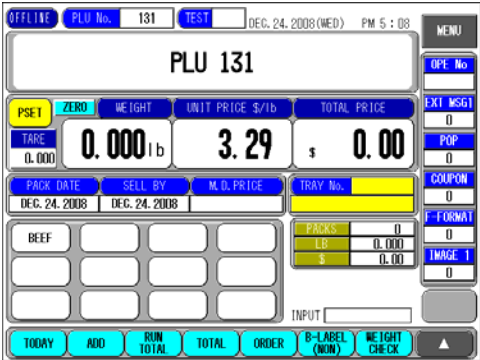 OFFLINE PLU No. 131 TEST DEC. 24. 2008 (WED) PM 5 : 08 MENU
PLU 131
OPE No
PSET ZERO WEIGHT UNIT PRICE $/lb TOTAL PRICE
EXT MSG1
0
TARE
0.000
0.000 lb 3.29 $ 0.00
POP
0
PACK DATE SELL BY M.D.PRICE TRAY No.
DEC. 24. 2008 DEC. 24. 2008
COUPON
0
F-FORMAT
0
BEEF
PACKS 0
LB 0.000
$ 0.00
IMAGE 1
0
INPUT
TODAY ADD RUN TOTAL TOTAL ORDER B-LABEL (NON) WEIGHT CHECK ▲